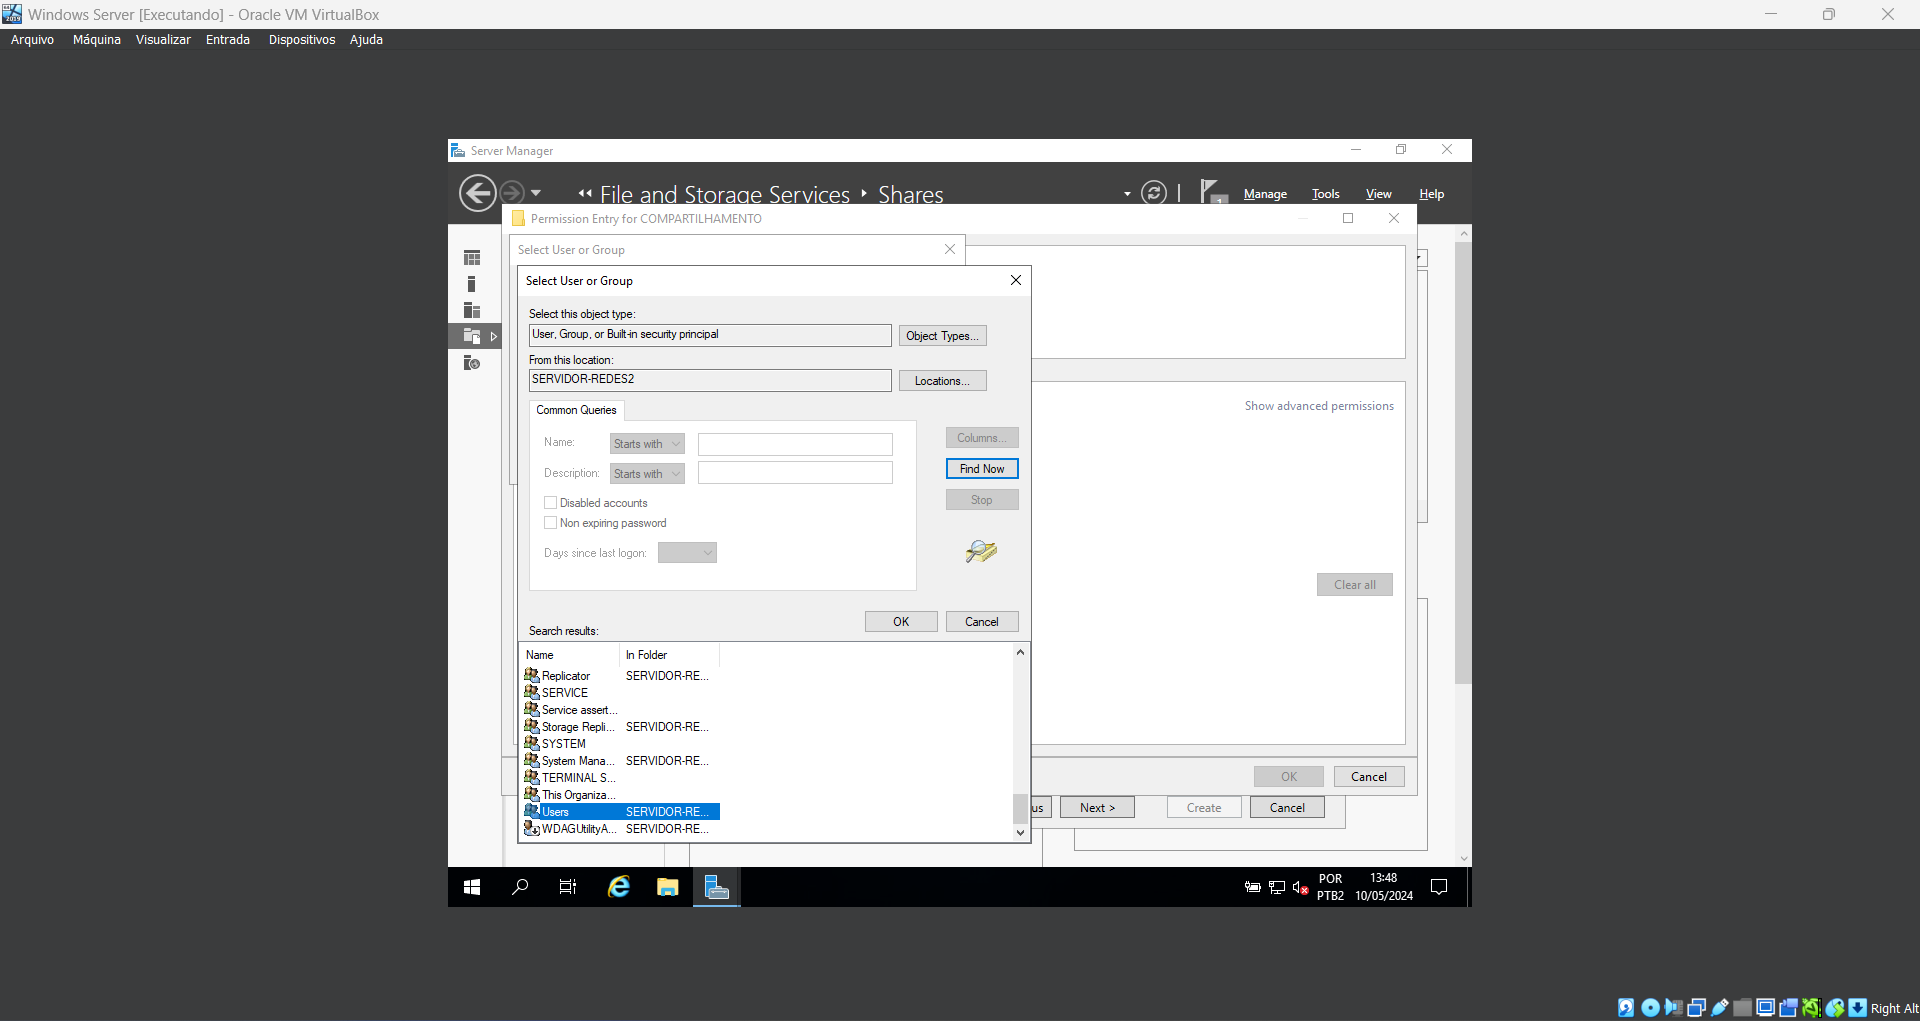 Windows Server [Executando] - Oracle VM VirtualBox
Arquivo Máquina Visualizar Entrada Dispositivos Ajuda
Server Manager
File and Storage Services Shares
Manage Tools View Help
1
Permission Entry for COMPARTILHAMENTO
Select User or Group
Select User or Group
Select this object type:
User, Group, or Built-in security principal
Object Types...
From this location:
SERVIDOR-REDES2
Locations...
Show advanced permissions
Common Queries
Name: Starts with
Columns...
Description: Starts with
Find Now
Stop
Disabled accounts
Non expiring password
Days since last logon:
Clear all
OK Cancel
Search results:
Name In Folder
Replicator SERVIDOR-RE...
SERVICE
Service assert...
Storage Repli... SERVIDOR-RE...
SYSTEM
System Mana... SERVIDOR-RE...
TERMINAL S...
This Organiza...
Users SERVIDOR-RE...
WDAGUtilityA... SERVIDOR-RE...
OK Cancel
us Next > Create Cancel
POR
PTB2
13:48
10/05/2024
Right Alt